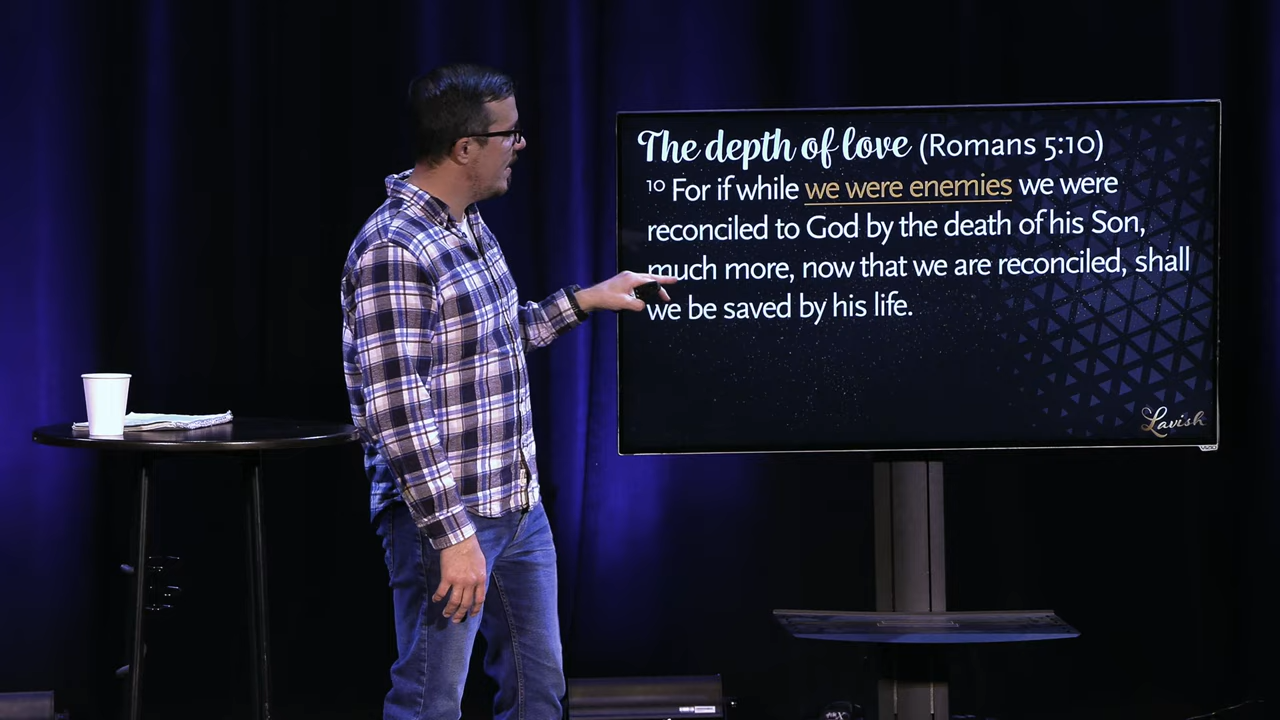 The depth of love (Romans 5:10)
¹⁰ For if while we were enemies we were
reconciled to God by the death of his Son,
much more, now that we are reconciled, shall
we be saved by his life.
Lavish